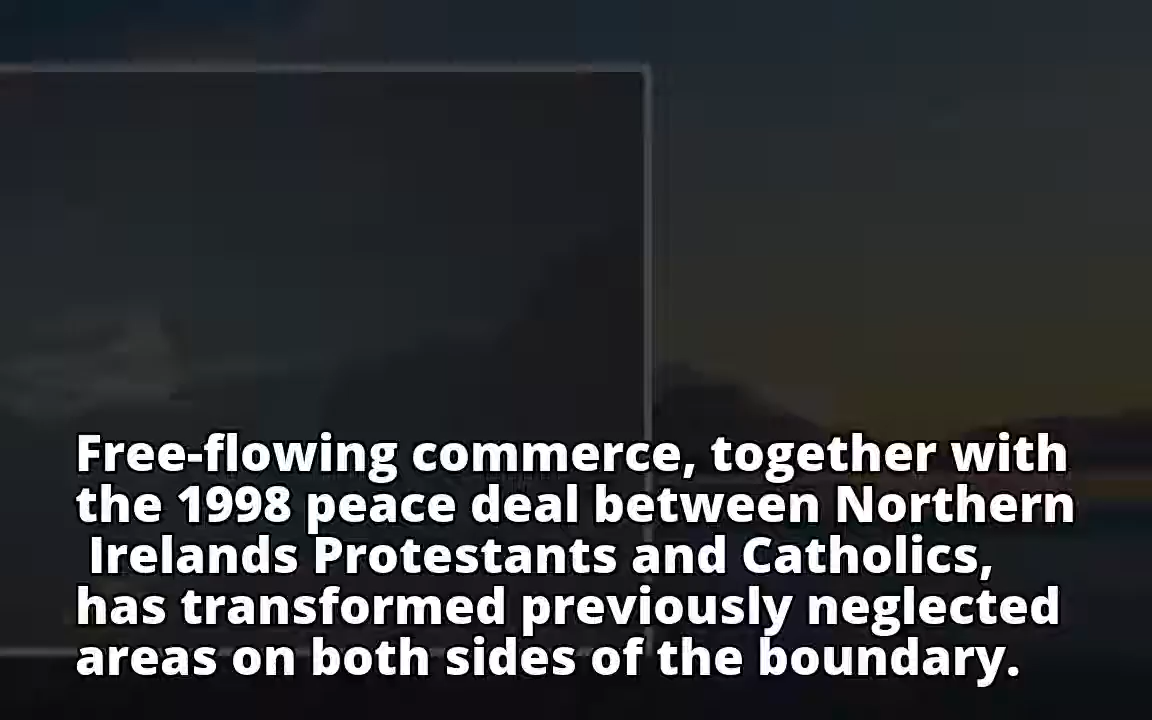 Free-flowing commerce, together with
the 1998 peace deal between Northern
Irelands Protestants and Catholics,
has transformed previously neglected
areas on both sides of the boundary.